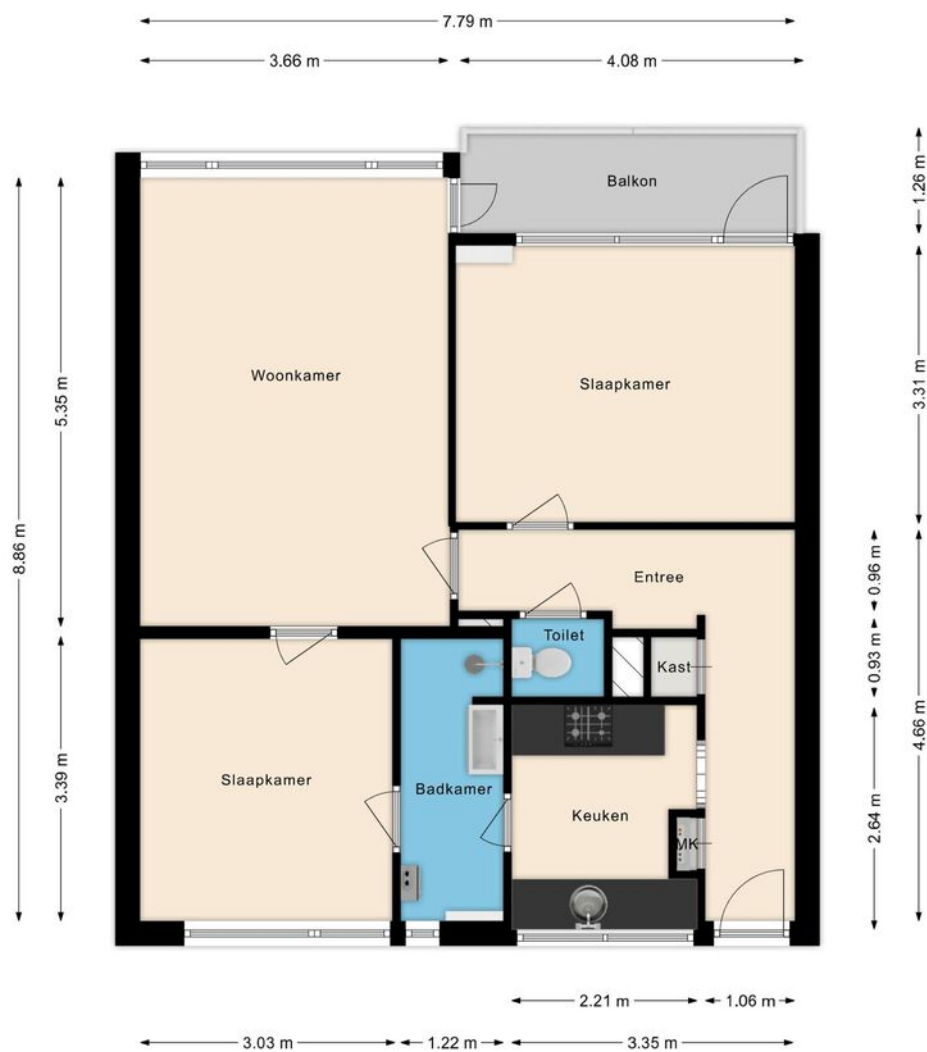 7.79 m
3.66 m
4.08 m
Balkon
1.26 m
Woonkamer
Slaapkamer
5.35 m
3.31 m
8.86 m
Entree
0.96 m
Toilet
Kast
0.93 m
4.66 m
Slaapkamer
Badkamer
Keuken
MK
3.39 m
2.64 m
2.21 m
1.06 m
3.03 m
1.22 m
3.35 m